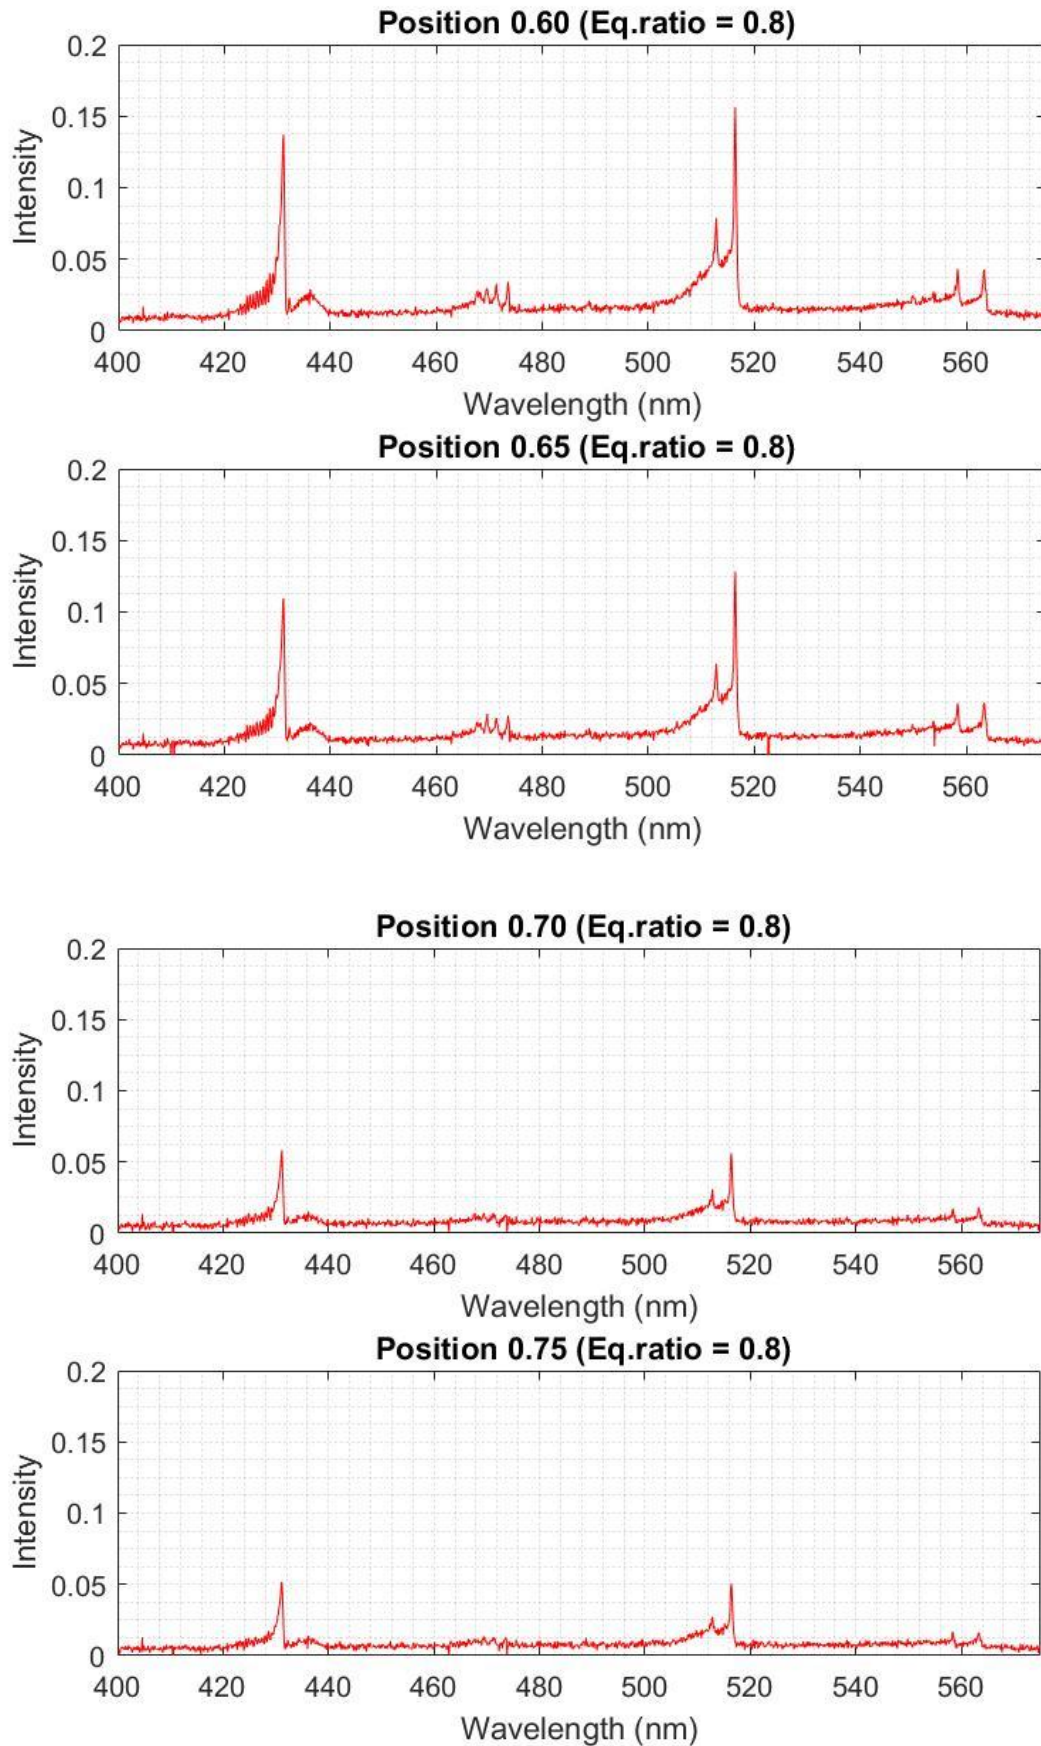 Position 0.60 (Eq.ratio = 0.8)
0.2
0.15
0.1
0.05
0
Intensity
400 420 440 460 480 500 520 540 560
Wavelength (nm)
Position 0.65 (Eq.ratio = 0.8)
0.2
0.15
0.1
0.05
0
Intensity
400 420 440 460 480 500 520 540 560
Wavelength (nm)
Position 0.70 (Eq.ratio = 0.8)
0.2
0.15
0.1
0.05
0
Intensity
400 420 440 460 480 500 520 540 560
Wavelength (nm)
Position 0.75 (Eq.ratio = 0.8)
0.2
0.15
0.1
0.05
0
Intensity
400 420 440 460 480 500 520 540 560
Wavelength (nm)